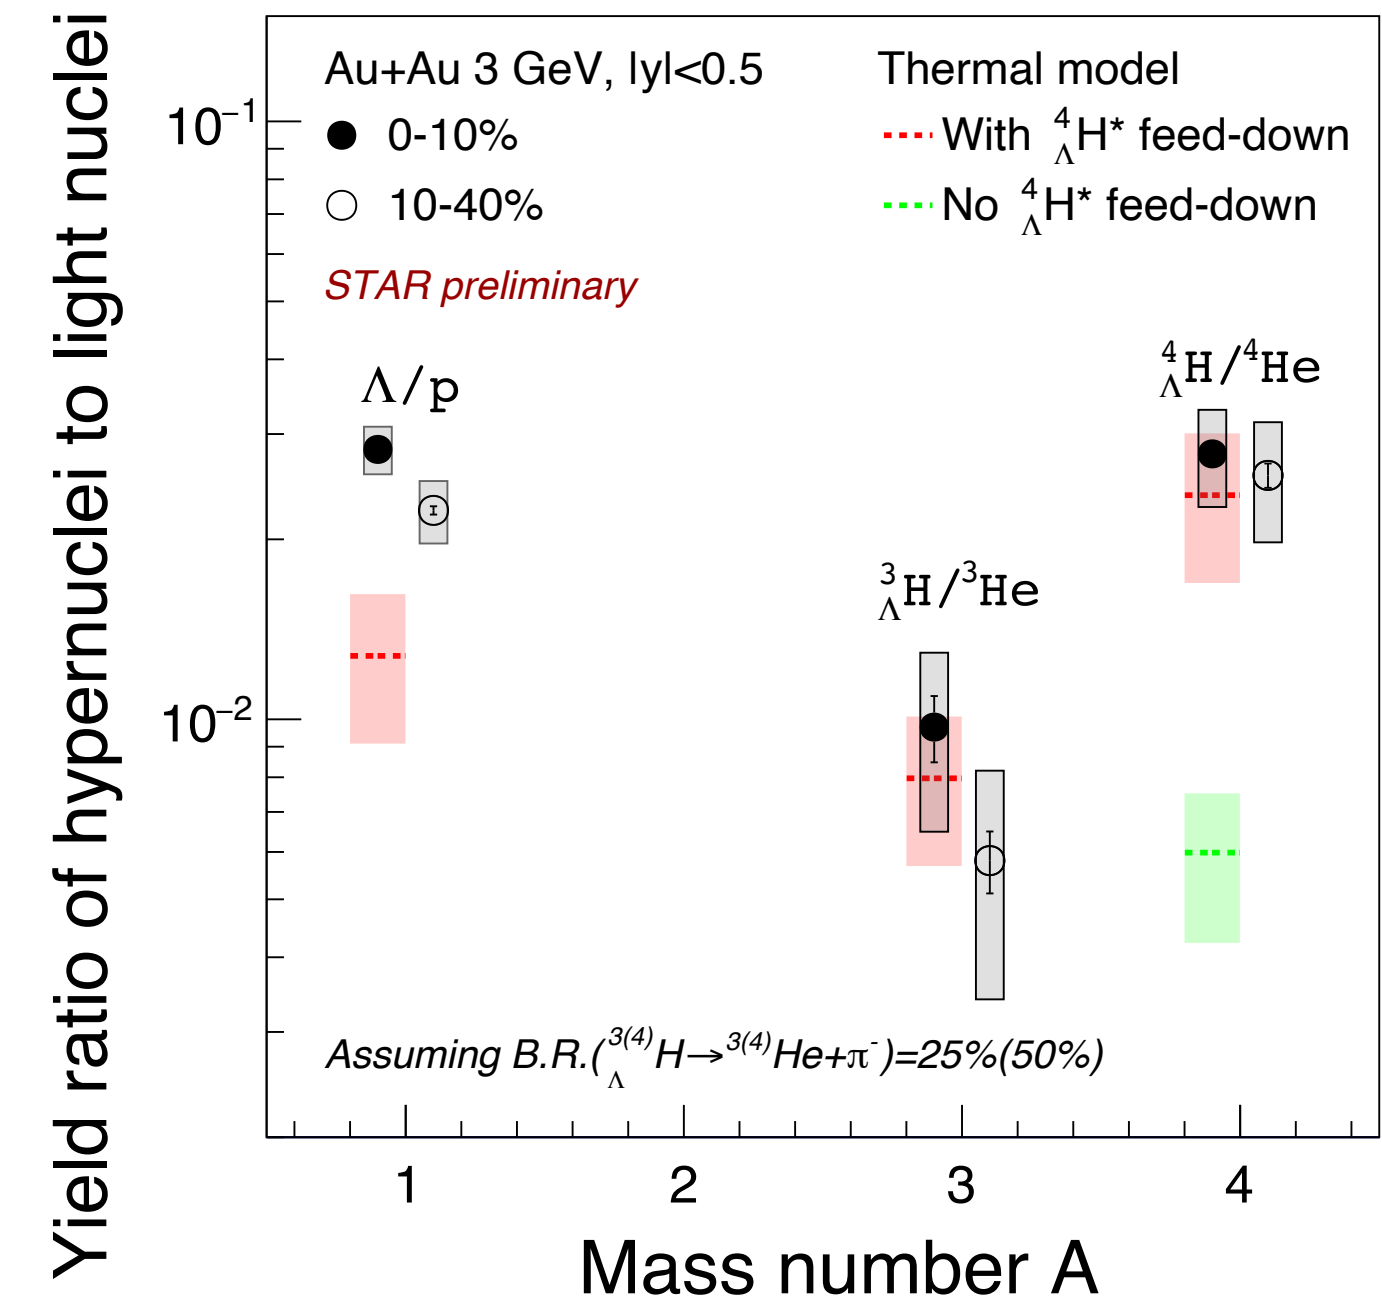 Yield ratio of hypernuclei to light nuclei
Au+Au 3 GeV, |y|<0.5
0-10%
10-40%
STAR preliminary
Thermal model
With ⁴ΛH* feed-down
No ⁴ΛH* feed-down
10⁻¹
10⁻²
Λ/p
³ΛH/³He
⁴ΛH/⁴He
Assuming B.R.(³⁽⁴⁾ΛH→³⁽⁴⁾He+π⁻)=25%(50%)
1 2 3 4
Mass number A